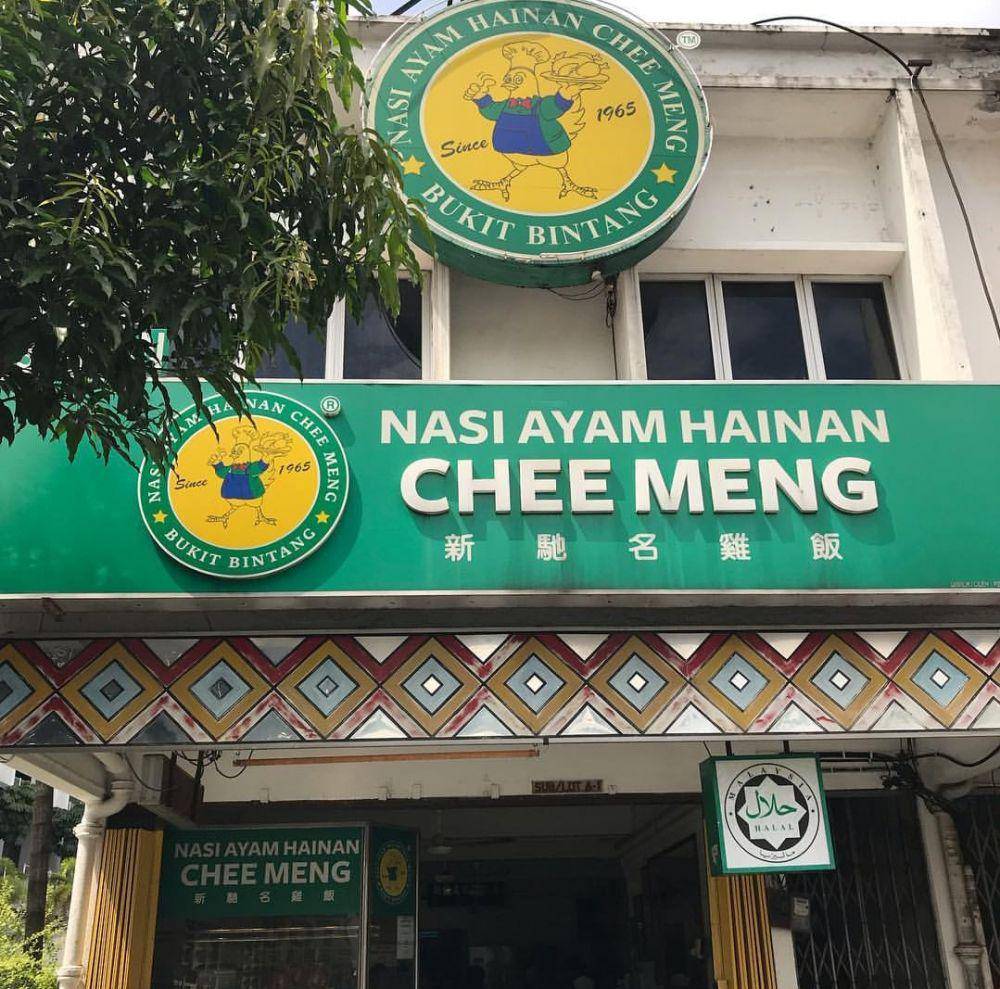 NASI AYAM HAINAN CHEE MENG
TM
Since 1965
BUKIT BINTANG
NASI AYAM HAINAN CHEE MENG
®
Since 1965
BUKIT BINTANG
NASI AYAM HAINAN
CHEE MENG
新馳名雞飯
SUB/LOT A-1
MALAYSIA
حلال
HALAL
ماليزيا
NASI AYAM HAINAN
CHEE MENG
新馳名雞飯